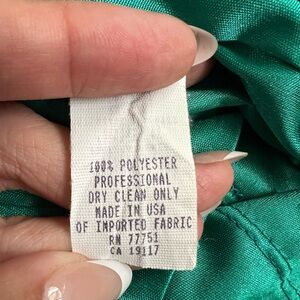 100% POLYESTER
PROFESSIONAL
DRY CLEAN ONLY
MADE IN USA
OF IMPORTED FABRIC
RN 77751
CA 19117